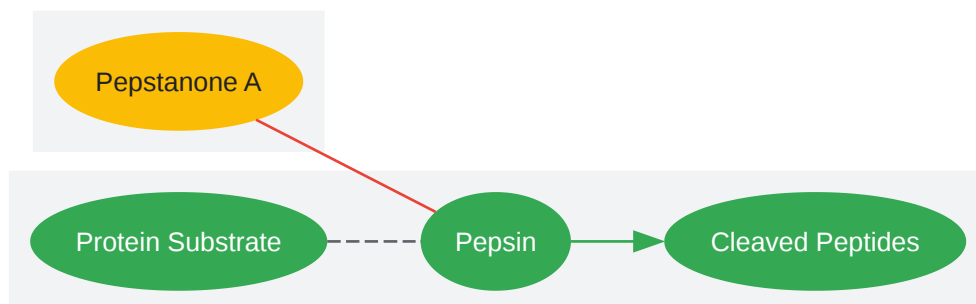 Pepstanone A
Protein Substrate
Pepsin
Cleaved Peptides